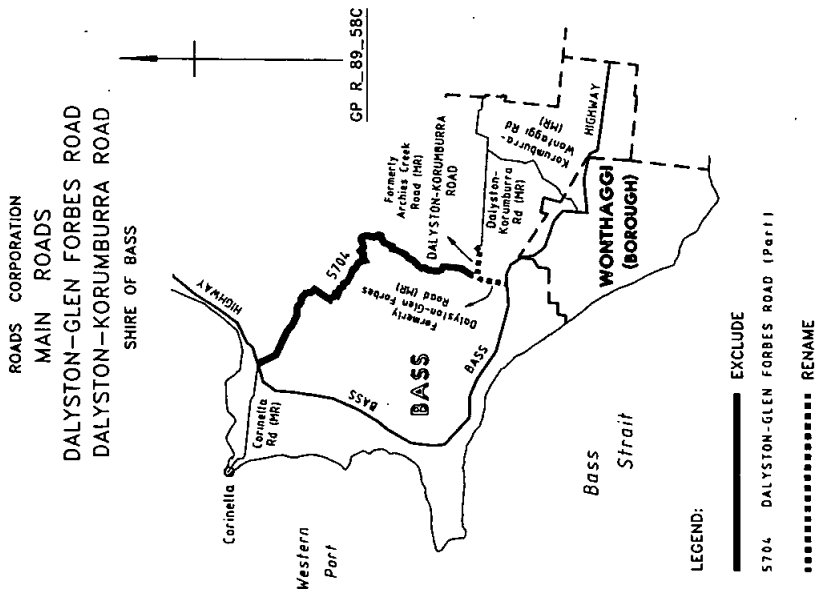 ROADS CORPORATION
MAIN ROADS
DALYSTON-GLEN FORBES ROAD
DALYSTON-KORUMBURRA ROAD
SHIRE OF BASS
GP R_89_58C
HIGHWAY
Corinella
Corinella
Rd (MR)
5704
Formerly
Archies Creek
Road (MR)
DALYSTON-KORUMBURRA
ROAD
Western
Port
BASS
BASS
Formerly
Dalyston-Glen Forbes
Road (MR)
Dalyston-
Korumburra
Rd (MR)
Korumburra-
Wontaggi Rd
(MR)
BASS
HIGHWAY
WONTHAGGI
(BOROUGH)
Bass
Strait
LEGEND:
EXCLUDE
5704 DALYSTON-GLEN FORBES ROAD (Part)
RENAME